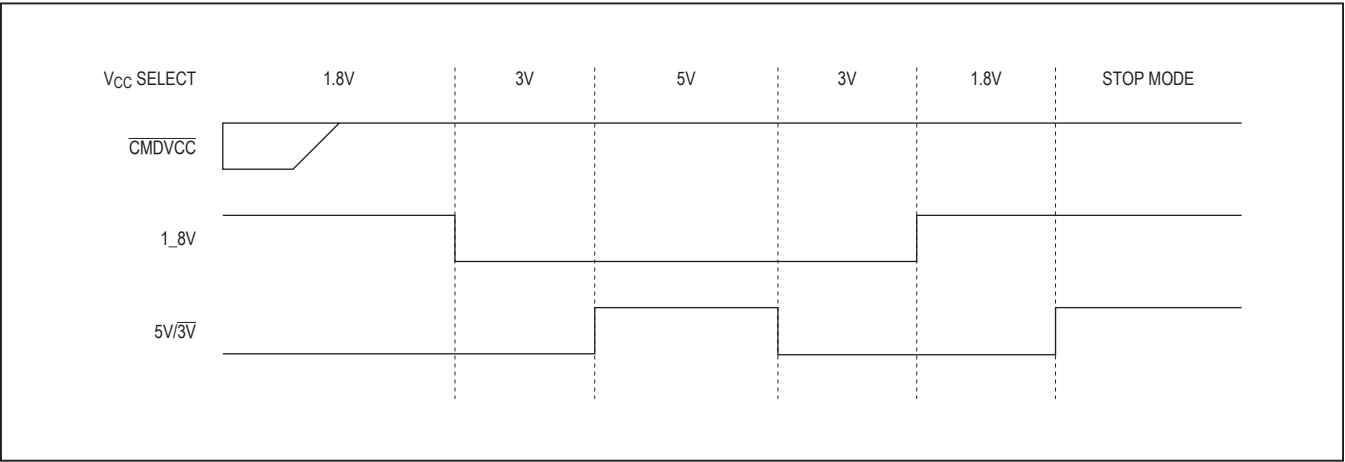 VCC SELECT 1.8V 3V 5V 3V 1.8V STOP MODE
CMDVCC
1_8V
5V/3V